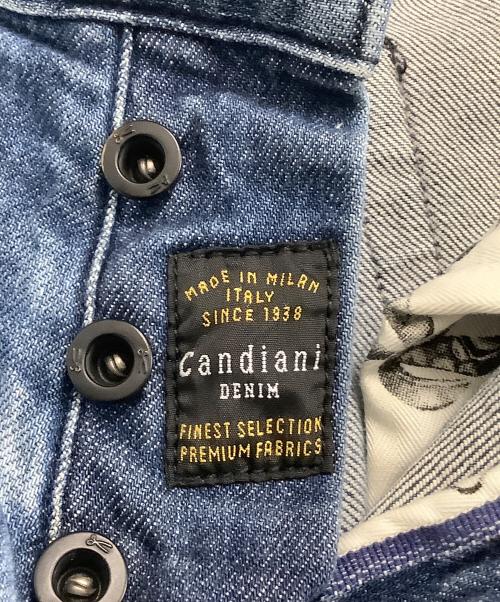 MADE IN MILAN
ITALY
SINCE 1938
candiani
DENIM
FINEST SELECTION
PREMIUM FABRICS